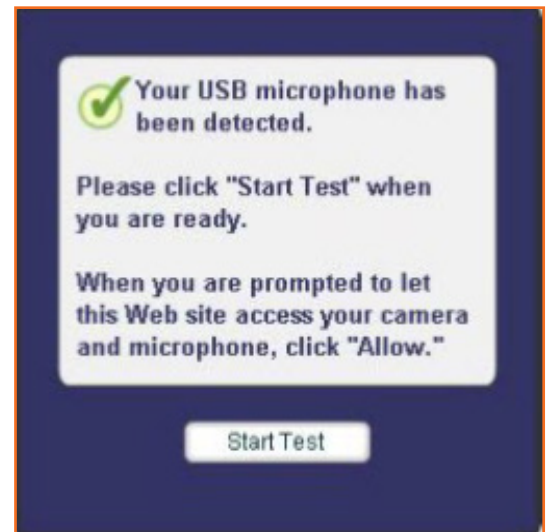 Your USB microphone has
been detected.
Please click "Start Test" when
you are ready.
When you are prompted to let
this Web site access your camera
and microphone, click "Allow."
Start Test